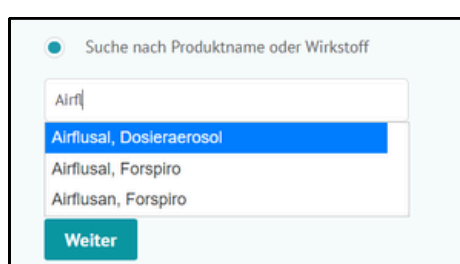 Suche nach Produktname oder Wirkstoff
Airfl
Airflusal, Dosieraerosol
Airflusal, Forspiro
Airflusan, Forspiro
Weiter